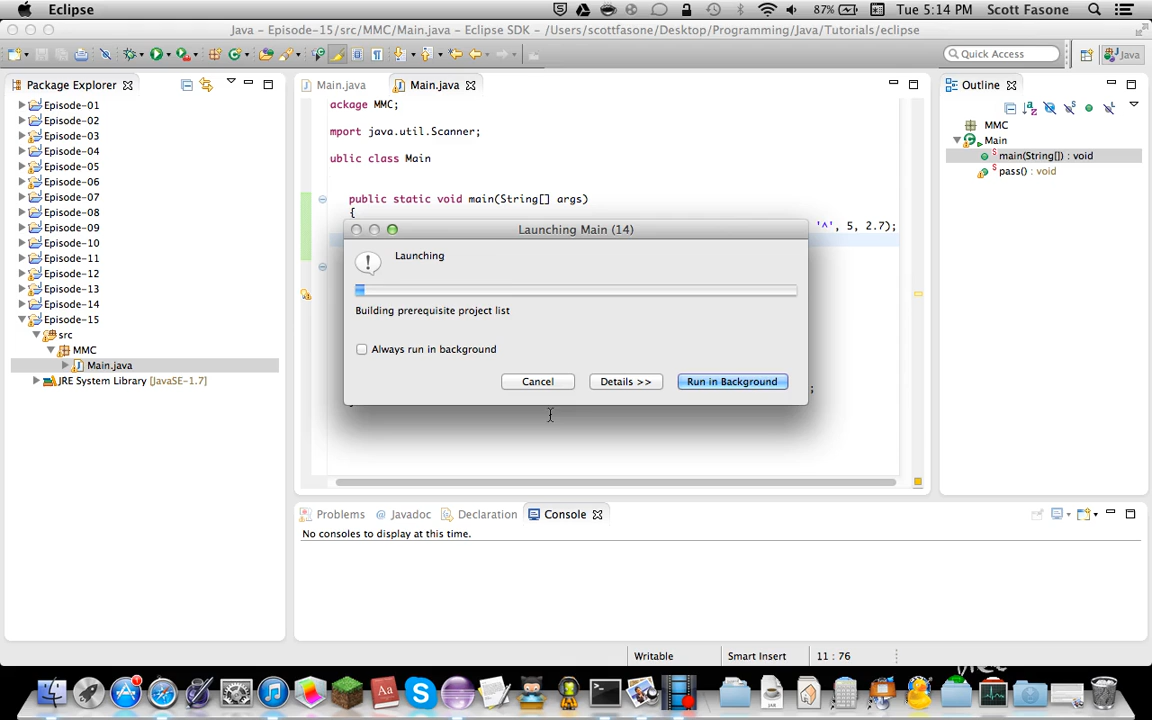 Eclipse
87%
Tue 5:14 PM
Scott Fasone
Java – Episode-15/src/MMC/Main.java – Eclipse SDK – /Users/scottfasone/Desktop/Programming/Java/Tutorials/eclipse
Quick Access
Java
Package Explorer
Episode-01
Episode-02
Episode-03
Episode-04
Episode-05
Episode-06
Episode-07
Episode-08
Episode-09
Episode-10
Episode-11
Episode-12
Episode-13
Episode-14
Episode-15
src
MMC
Main.java
JRE System Library [JavaSE-1.7]
Main.java
Main.java
ackage MMC;
mport java.util.Scanner;
ublic class Main
public static void main(String[] args)
{
'^', 5, 2.7);
;
Launching Main (14)
Launching
Building prerequisite project list
Always run in background
Cancel
Details >>
Run in Background
Outline
MMC
Main
main(String[]) : void
pass() : void
Problems
@ Javadoc
Declaration
Console
No consoles to display at this time.
Writable
Smart Insert
11 : 76